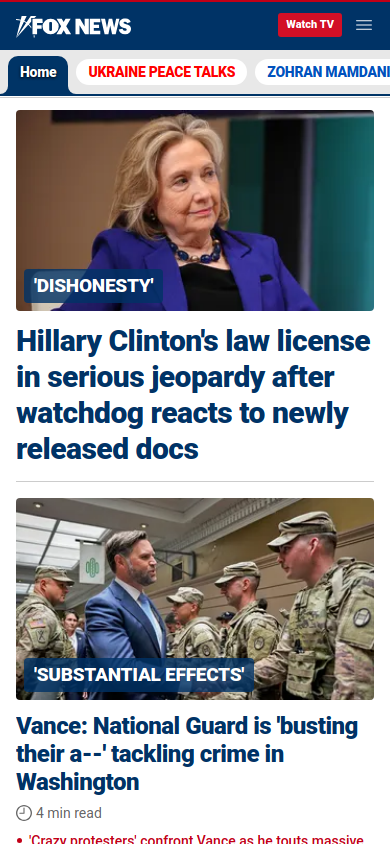 FOX NEWS
Watch TV
Home
UKRAINE PEACE TALKS
ZOHRAN MAMDANI
'DISHONESTY'
Hillary Clinton's law license
in serious jeopardy after
watchdog reacts to newly
released docs
'SUBSTANTIAL EFFECTS'
Vance: National Guard is 'busting
their a--' tackling crime in
Washington
4 min read
• 'Crazy protesters' confront Vance as he touts massive